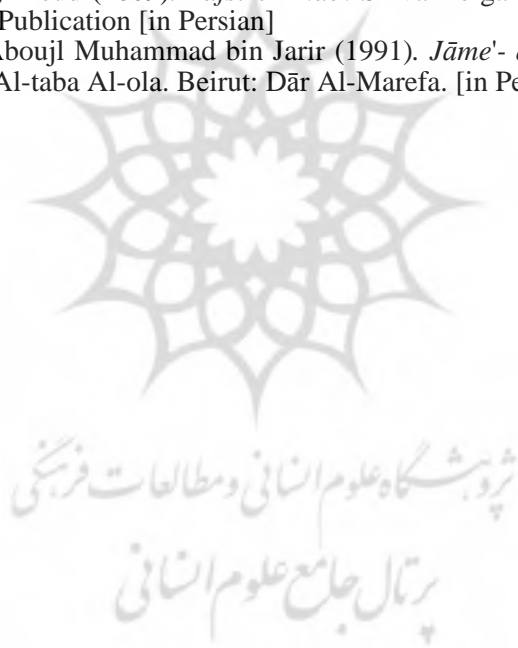 Publication [in Persian]
Aboujl Muhammad bin Jarir (1991). Jāme'-
Al-taba Al-ola. Beirut: Dār Al-Marefa. [in Pe
پژوهشگاه علوم انسانی و مطالعات فرهنگی
پرتال جامع علوم انسانی